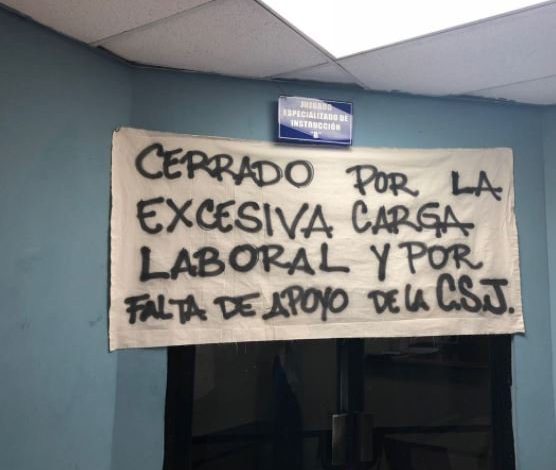 JUZGADO
ESPECIALIZADO DE
INSTRUCCIÓN
"B"
CERRADO POR LA
EXCESIVA CARGA
LABORAL Y POR
FALTA DE APOYO DE LA C.S.J.